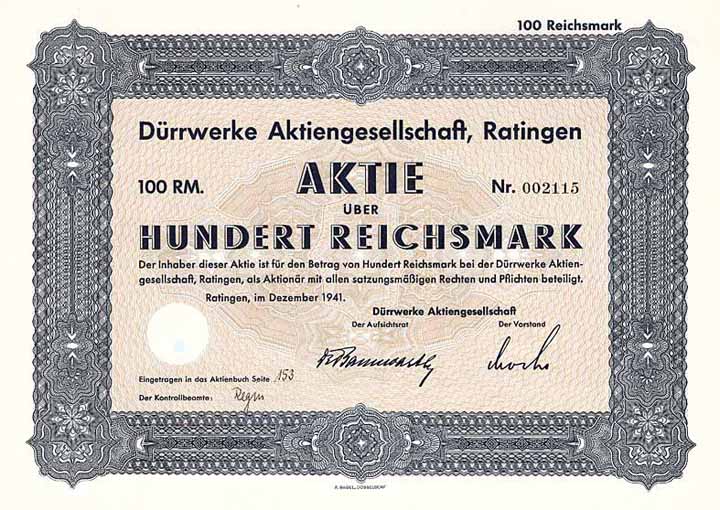 100 Reichsmark
Dürrwerke Aktiengesellschaft, Ratingen
100 RM.
AKTIE
Nr. 002115
ÜBER
HUNDERT REICHSMARK
Der Inhaber dieser Aktie ist für den Betrag von Hundert Reichsmark bei der Dürrwerke Aktien-
gesellschaft, Ratingen, als Aktionär mit allen satzungsmäßigen Rechten und Pflichten beteiligt.
Ratingen, im Dezember 1941.
Dürrwerke Aktiengesellschaft
Der Aufsichtsrat
Der Vorstand
Eingetragen in das Aktienbuch Seite 153
Der Kontrollbeamte:
DÜSSELDORF